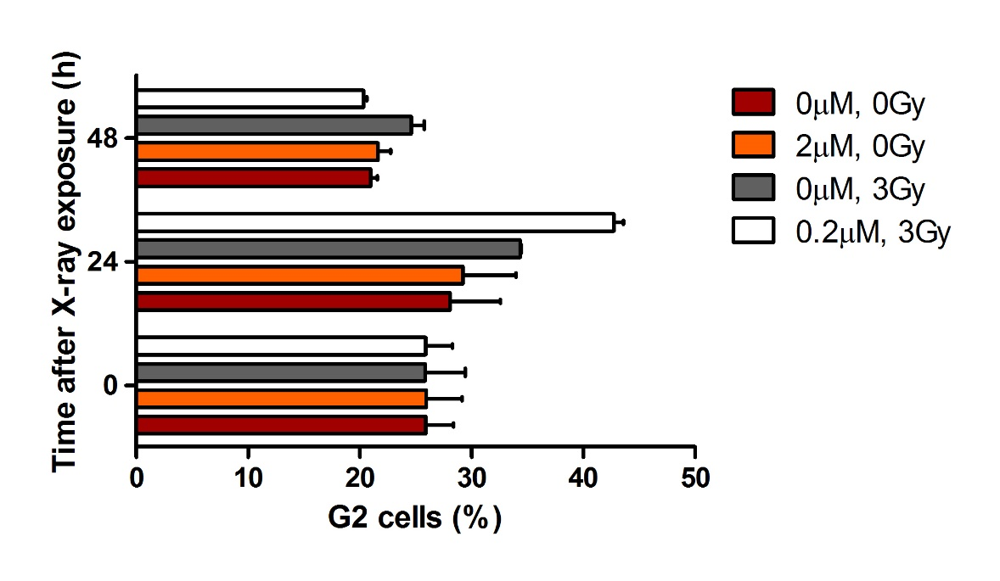 Time after X-ray exposure (h)
48
24
0
0 10 20 30 40 50
G2 cells (%)
0μM, 0Gy
2μM, 0Gy
0μM, 3Gy
0.2μM, 3Gy